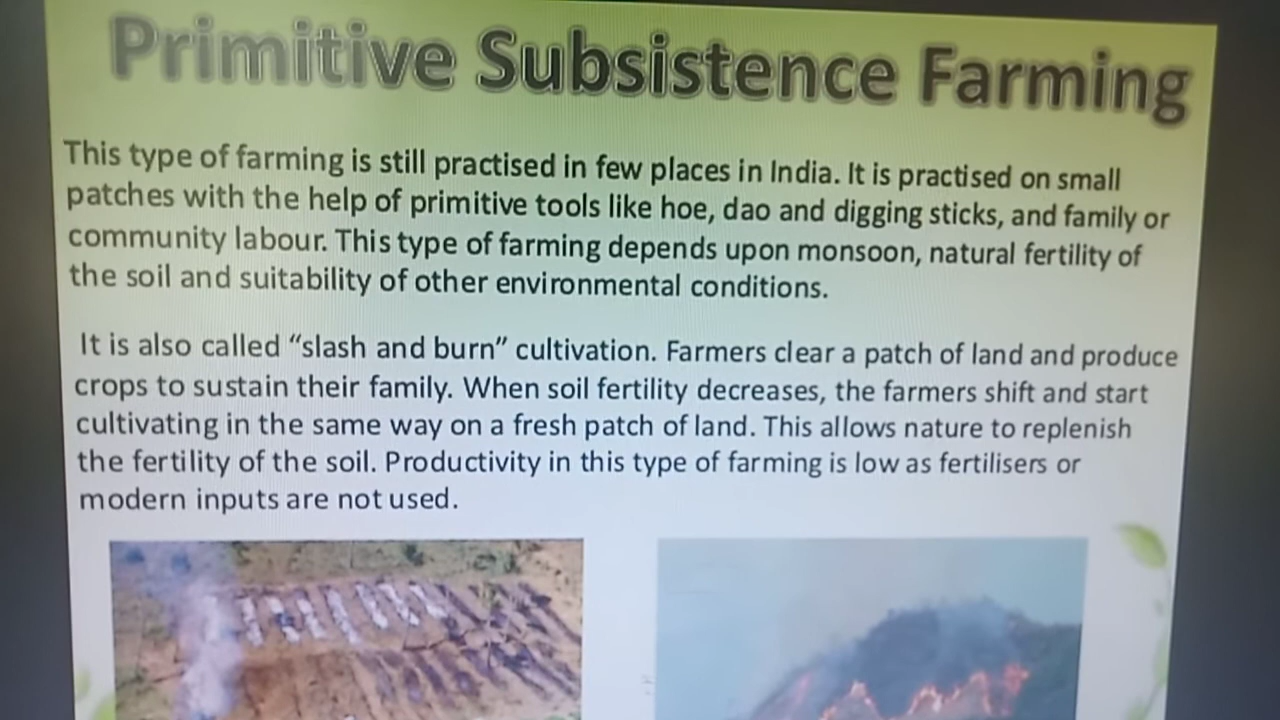 Primitive Subsistence Farming
This type of farming is still practised in few places in India. It is practised on small
patches with the help of primitive tools like hoe, dao and digging sticks, and family or
community labour. This type of farming depends upon monsoon, natural fertility of
the soil and suitability of other environmental conditions.
It is also called “slash and burn” cultivation. Farmers clear a patch of land and produce
crops to sustain their family. When soil fertility decreases, the farmers shift and start
cultivating in the same way on a fresh patch of land. This allows nature to replenish
the fertility of the soil. Productivity in this type of farming is low as fertilisers or
modern inputs are not used.